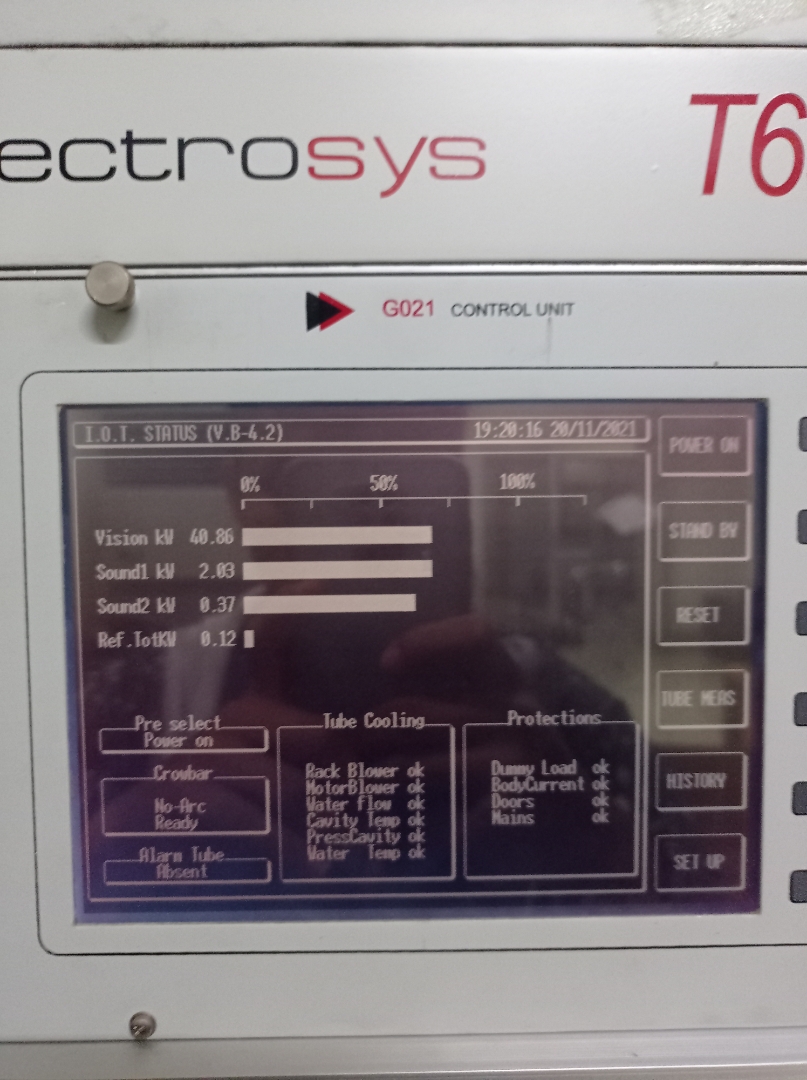 ectrosys
T6
G021 CONTROL UNIT
I.O.T. STATUS (V.B-4.2) 19:20:16 20/11/2021
POWER ON
STAND BY
RESET
TUBE MEAS
HISTORY
SET UP
0% 50% 100%
Vision kW 40.86
Sound1 kW 2.03
Sound2 kW 0.37
Ref.TotKW 0.12
Pre select
Power on
Crowbar
No-Arc
Ready
Alarm Tube
Absent
Tube Cooling
Rack Blower ok
MotorBlower ok
Water flow ok
Cavity Temp ok
PressCavity ok
Water Temp ok
Protections
Dummy Load ok
BodyCurrent ok
Doors ok
Mains ok